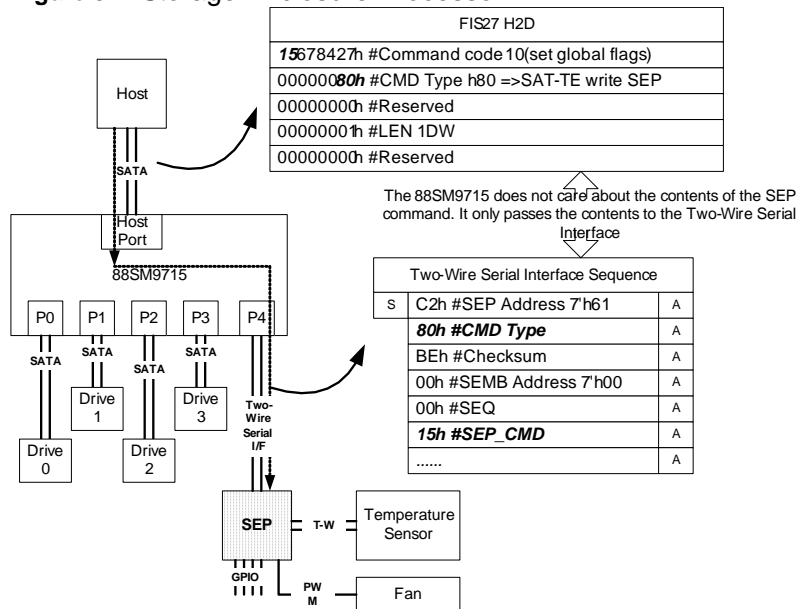 FIS27 H2D
15678427h #Command code10(set global flags)
00000080h #CMD Type h80 =>SAT-TE write SEP
00000000h #Reserved
00000001h #LEN 1DW
00000000h #Reserved
Host
SATA
The 88SM9715 does not care about the contents of the SEP
command. It only passes the contents to the Two-Wire Serial
Interface
Host
Port
88SM9715
P0
P1
P2
P3
P4
SATA
SATA
SATA
SATA
Drive
0
Drive
1
Drive
2
Drive
3
Two-
Wire
Serial
I/F
Two-Wire Serial Interface Sequence
S C2h #SEP Address 7'h61 A
80h #CMD Type A
BEh #Checksum A
00h #SEMB Address 7'h00 A
00h #SEQ A
15h #SEP_CMD A
...... A
SEP
T-W
Temperature
Sensor
GPIO
PW
M
Fan